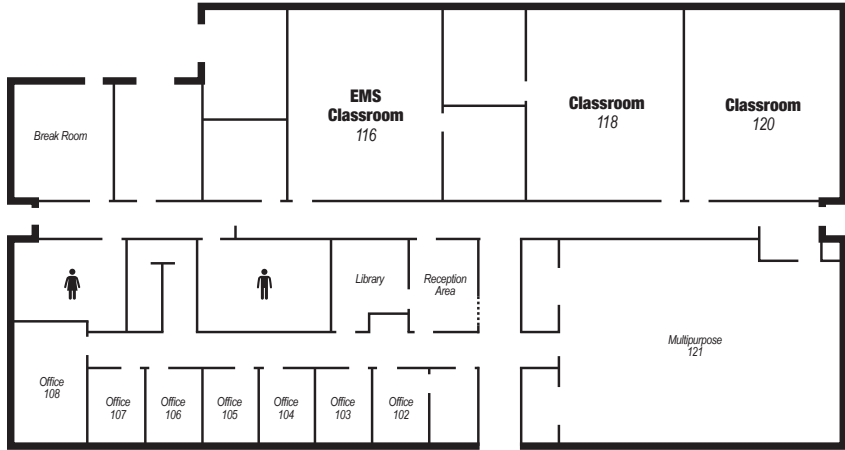 EMS
Classroom
116
Classroom
118
Classroom
120
Break Room
Library
Reception
Area
Multipurpose
121
Office
108
Office
107
Office
106
Office
105
Office
104
Office
103
Office
102